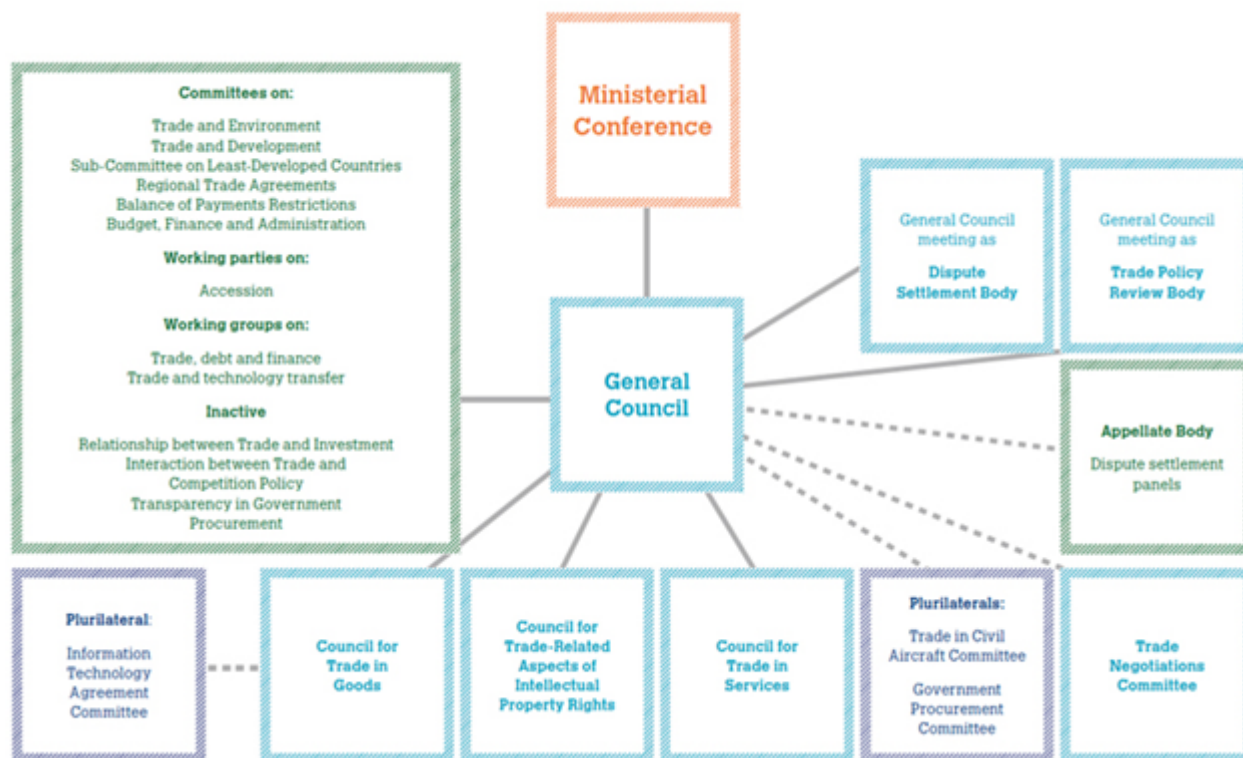 Ministerial
Conference
Committees on:
Trade and Environment
Trade and Development
Sub-Committee on Least-Developed Countries
Regional Trade Agreements
Balance of Payments Restrictions
Budget, Finance and Administration
Working parties on:
Accession
Working groups on:
Trade, debt and finance
Trade and technology transfer
Inactive
Relationship between Trade and Investment
Interaction between Trade and
Competition Policy
Transparency in Government
Procurement
General Council
meeting as
Dispute
Settlement Body
General Council
meeting as
Trade Policy
Review Body
General
Council
Appellate Body
Dispute settlement
panels
Plurilateral:
Information
Technology
Agreement
Committee
Council for
Trade in
Goods
Council for
Trade-Related
Aspects of
Intellectual
Property Rights
Council for
Trade in
Services
Plurilaterals:
Trade in Civil
Aircraft Committee
Government
Procurement
Committee
Trade
Negotiations
Committee